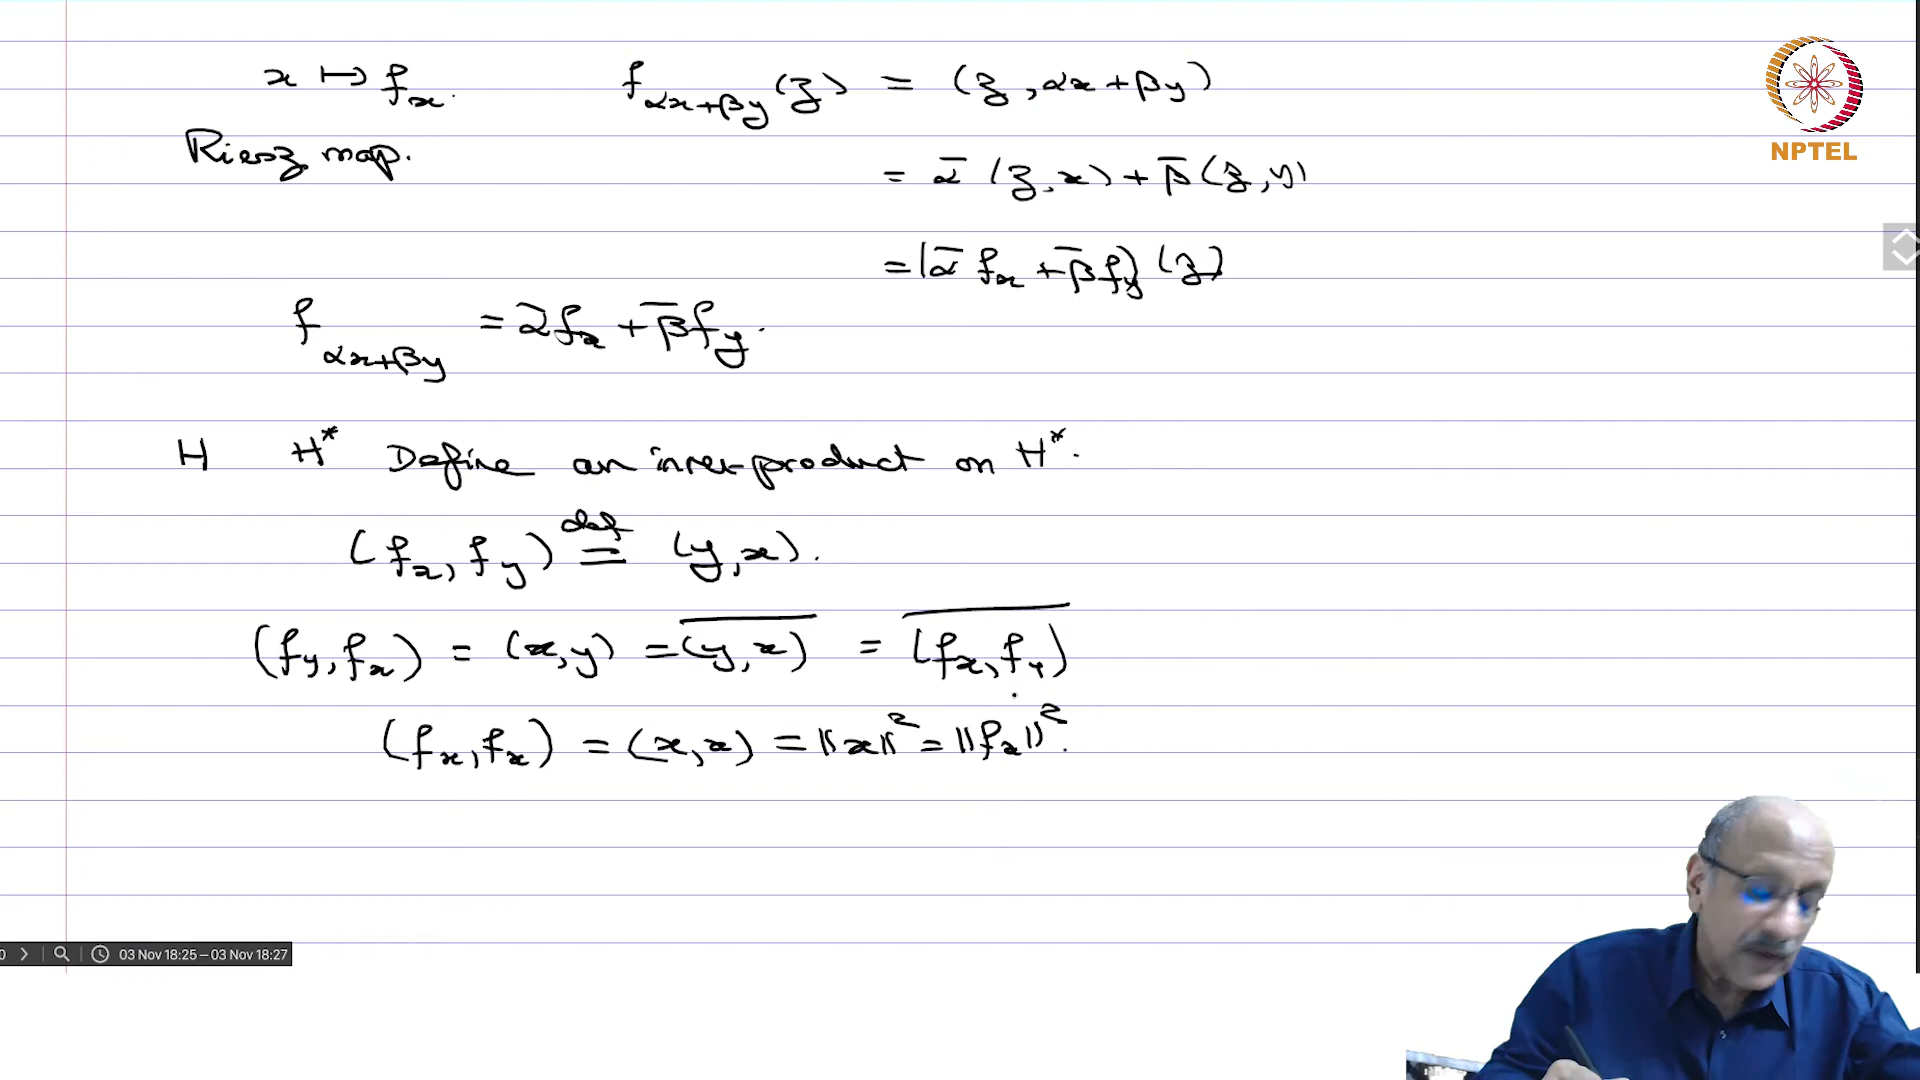 x ↦ f_x. f_{αx+βy}(z) = (z, αx+βy)
Riesz map.
= ᾱ(z,x) + β̄(z,y)
= (ᾱ f_x + β̄ f_y)(z)
f_{αx+βy} = ᾱf_x + β̄f_y.
H H* Define an inner-product on H*.
(f_x, f_y) def= (y,x).
(f_y, f_x) = (x,y) = \overline{(y,x)} = \overline{(f_x, f_y)}
(f_x, f_x) = (x,x) = ||x||² = ||f_x||².
NPTEL
0 03 Nov 18:25 – 03 Nov 18:27